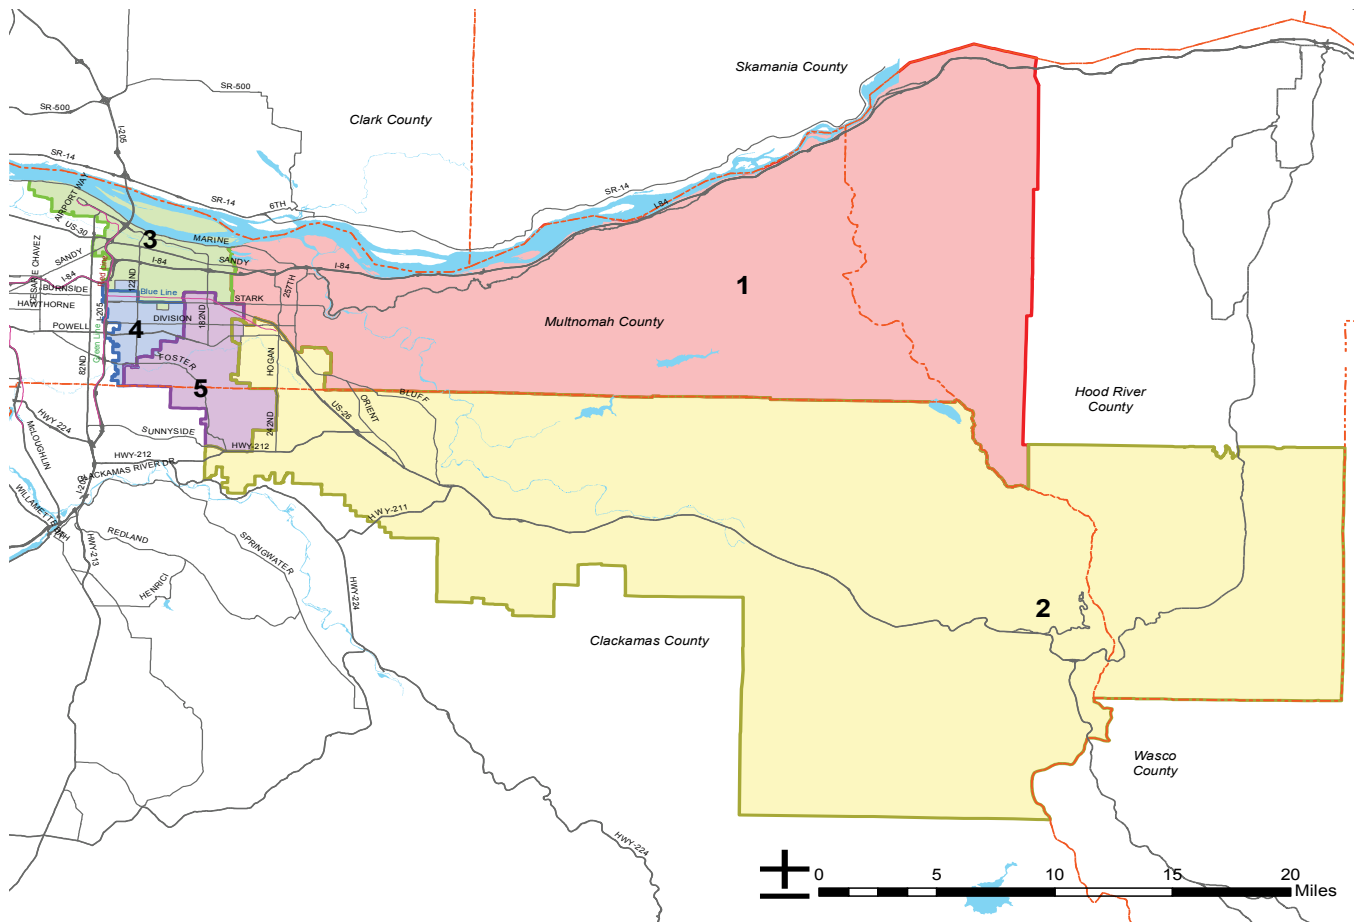 Skamania County
SR-500
SR-500
I-205
Clark County
SR-14
AIRPORT WAY
SR-14
6TH
SR-14
I-84
US-30
3
MARINE
SANDY
SANDY
I-84
I-84
I-84
CESAR E CHAVEZ
Red Line
122ND
257TH
1
BURNSIDE
Blue Line
STARK
HAWTHORNE
I-205
182ND
Multnomah County
POWELL
4
DIVISION
Green Line
82ND
FOSTER
HOGAN
5
BLUFF
ORIENT
US-26
Hood River
County
HWY 224
McLOUGHLIN
SUNNYSIDE
242ND
HWY-212
HWY-212
CLACKAMAS RIVER DR
I-205
WILLAMETTE
HWY-211
HWY-213
REDLAND
SPRINGWATER
HENRICI
HWY-224
2
Clackamas County
Wasco
County
HWY-224
0 5 10 15 20
Miles